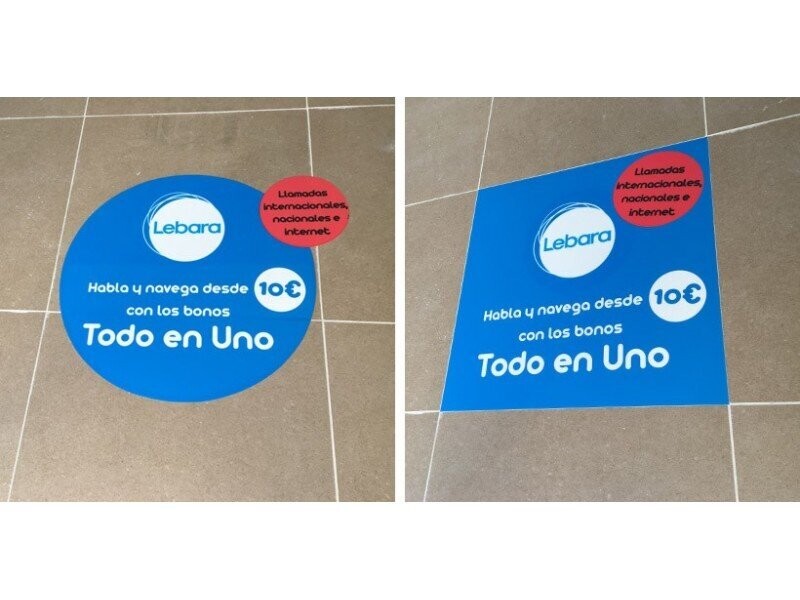 Lebara
Llamadas
internacionales,
nacionales e
internet
Habla y navega desde 10€
con los bonos
Todo en Uno
Llamadas
internacionales,
nacionales e
internet
Lebara
Habla y navega desde 10€
con los bonos
Todo en Uno